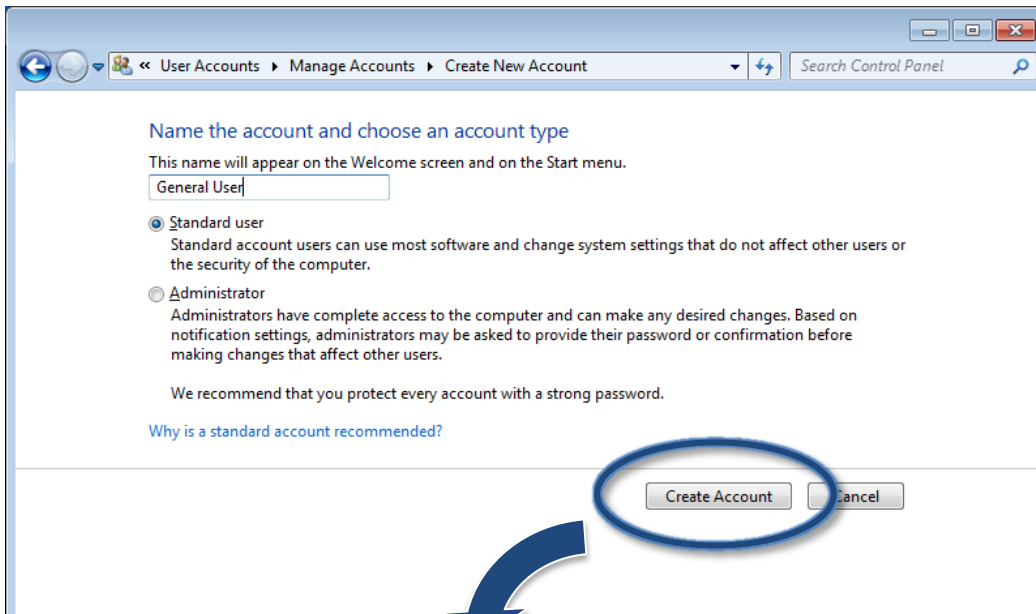 « User Accounts ▸ Manage Accounts ▸ Create New Account
Search Control Panel
Name the account and choose an account type
This name will appear on the Welcome screen and on the Start menu.
General User
Standard user
Standard account users can use most software and change system settings that do not affect other users or
the security of the computer.
Administrator
Administrators have complete access to the computer and can make any desired changes. Based on
notification settings, administrators may be asked to provide their password or confirmation before
making changes that affect other users.
We recommend that you protect every account with a strong password.
Why is a standard account recommended?
Create Account
Cancel